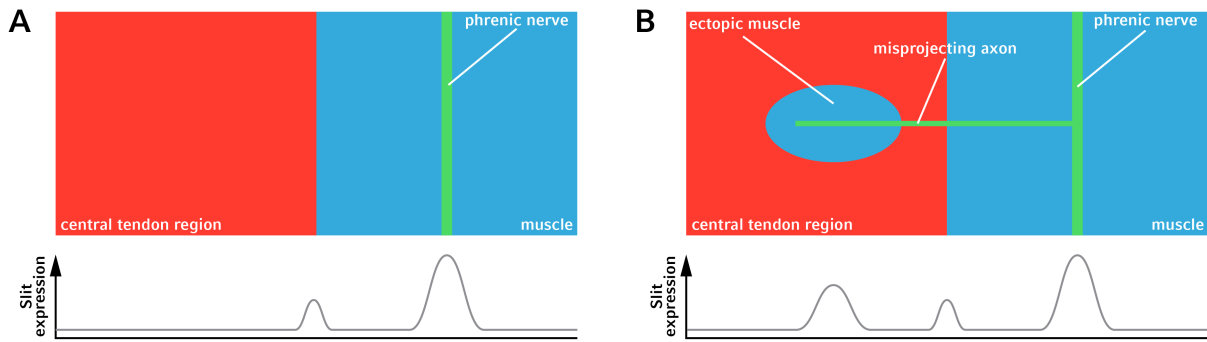 A
phrenic nerve
central tendon region
muscle
Slit
expression
B
ectopic muscle
phrenic nerve
misprojecting axon
central tendon region
muscle
Slit
expression